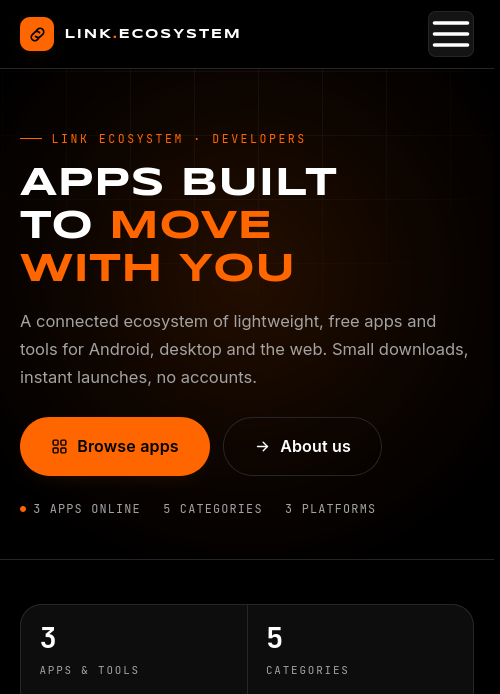 LINK.ECOSYSTEM
LINK ECOSYSTEM · DEVELOPERS
APPS BUILT
TO MOVE
WITH YOU
A connected ecosystem of lightweight, free apps and
tools for Android, desktop and the web. Small downloads,
instant launches, no accounts.
Browse apps
About us
3 APPS ONLINE 5 CATEGORIES 3 PLATFORMS
3 5
APPS & TOOLS CATEGORIES